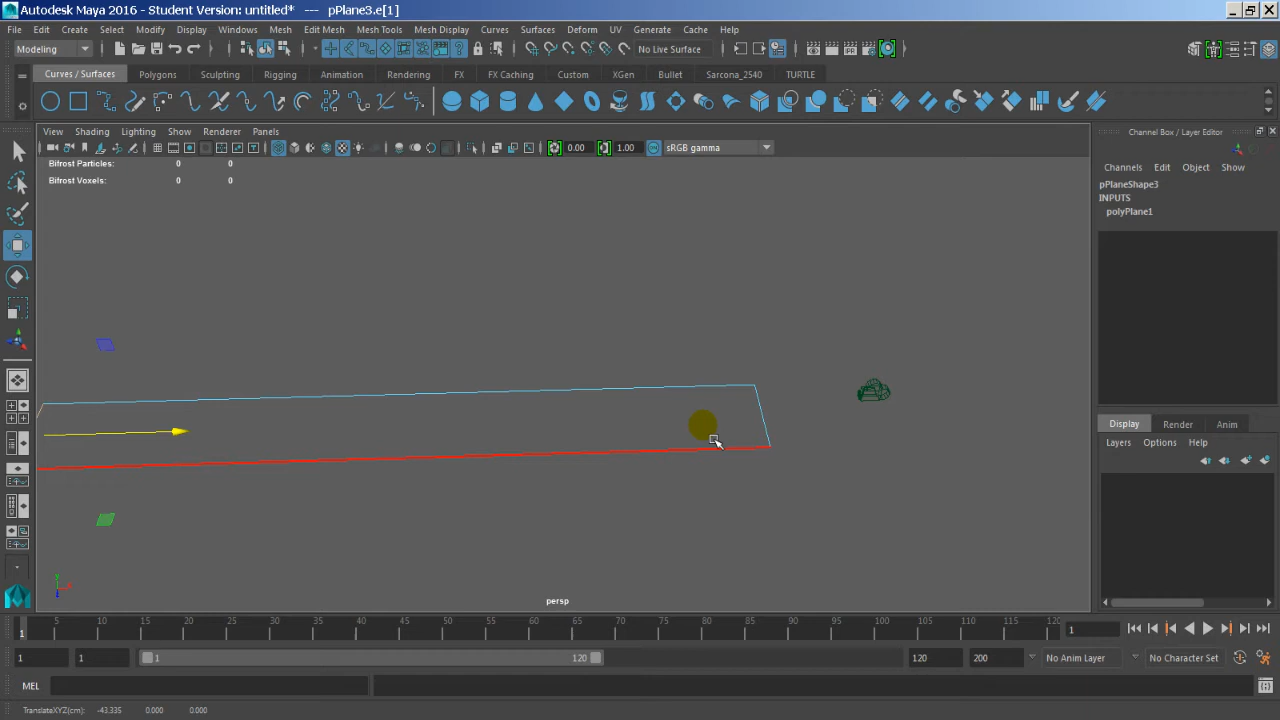 Autodesk Maya 2016 - Student Version: untitled*   ---   pPlane3.e[1]
File Edit Create Select Modify Display Windows Mesh Edit Mesh Mesh Tools Mesh Display Curves Surfaces Deform UV Generate Cache Help
Modeling No Live Surface
Curves / Surfaces Polygons Sculpting Rigging Animation Rendering FX FX Caching Custom XGen Bullet Sarcona_2540 TURTLE
View Shading Lighting Show Renderer Panels
0.00 1.00 sRGB gamma
Bifrost Particles: 0 0
Bifrost Voxels: 0 0
persp
Channel Box / Layer Editor
Channels Edit Object Show
pPlaneShape3
INPUTS
polyPlane1
Display Render Anim
Layers Options Help
1 5 10 15 20 25 30 35 40 45 50 55 60 65 70 75 80 85 90 95 100 105 110 115 120 1
1 1 1 120 120 200 No Anim Layer No Character Set
MEL
TranslateXYZ(cm): -43.335 0.000 0.000